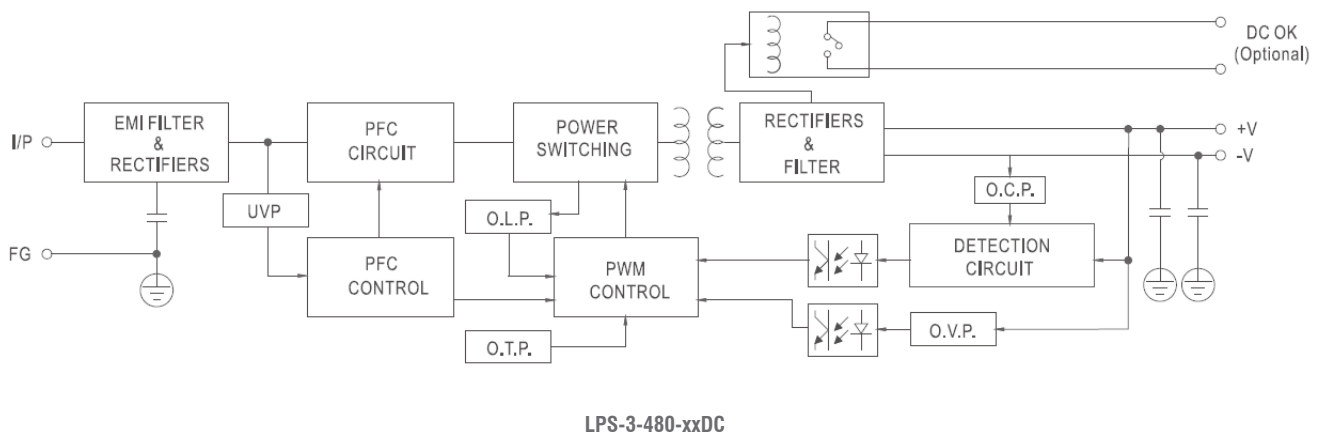 DC OK
(Optional)
I/P
EMI FILTER
&
RECTIFIERS
PFC
CIRCUIT
POWER
SWITCHING
RECTIFIERS
&
FILTER
+V
-V
UVP
O.L.P.
O.C.P.
FG
PFC
CONTROL
PWM
CONTROL
DETECTION
CIRCUIT
O.T.P.
O.V.P.
LPS-3-480-xxDC